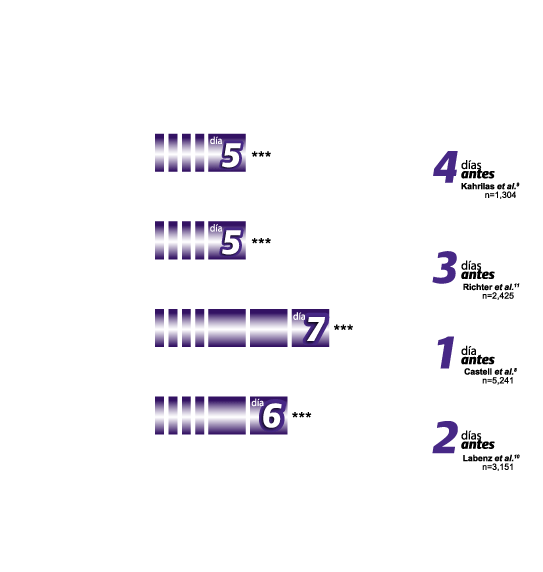 día 5 ***
4 días antes
Kahrilas et al.⁹
n=1,304
día 5 ***
3 días antes
Richter et al.¹¹
n=2,425
día 7 ***
1 día antes
Castell et al.⁸
n=5,241
día 6 ***
2 días antes
Labenz et al.¹⁰
n=3,151